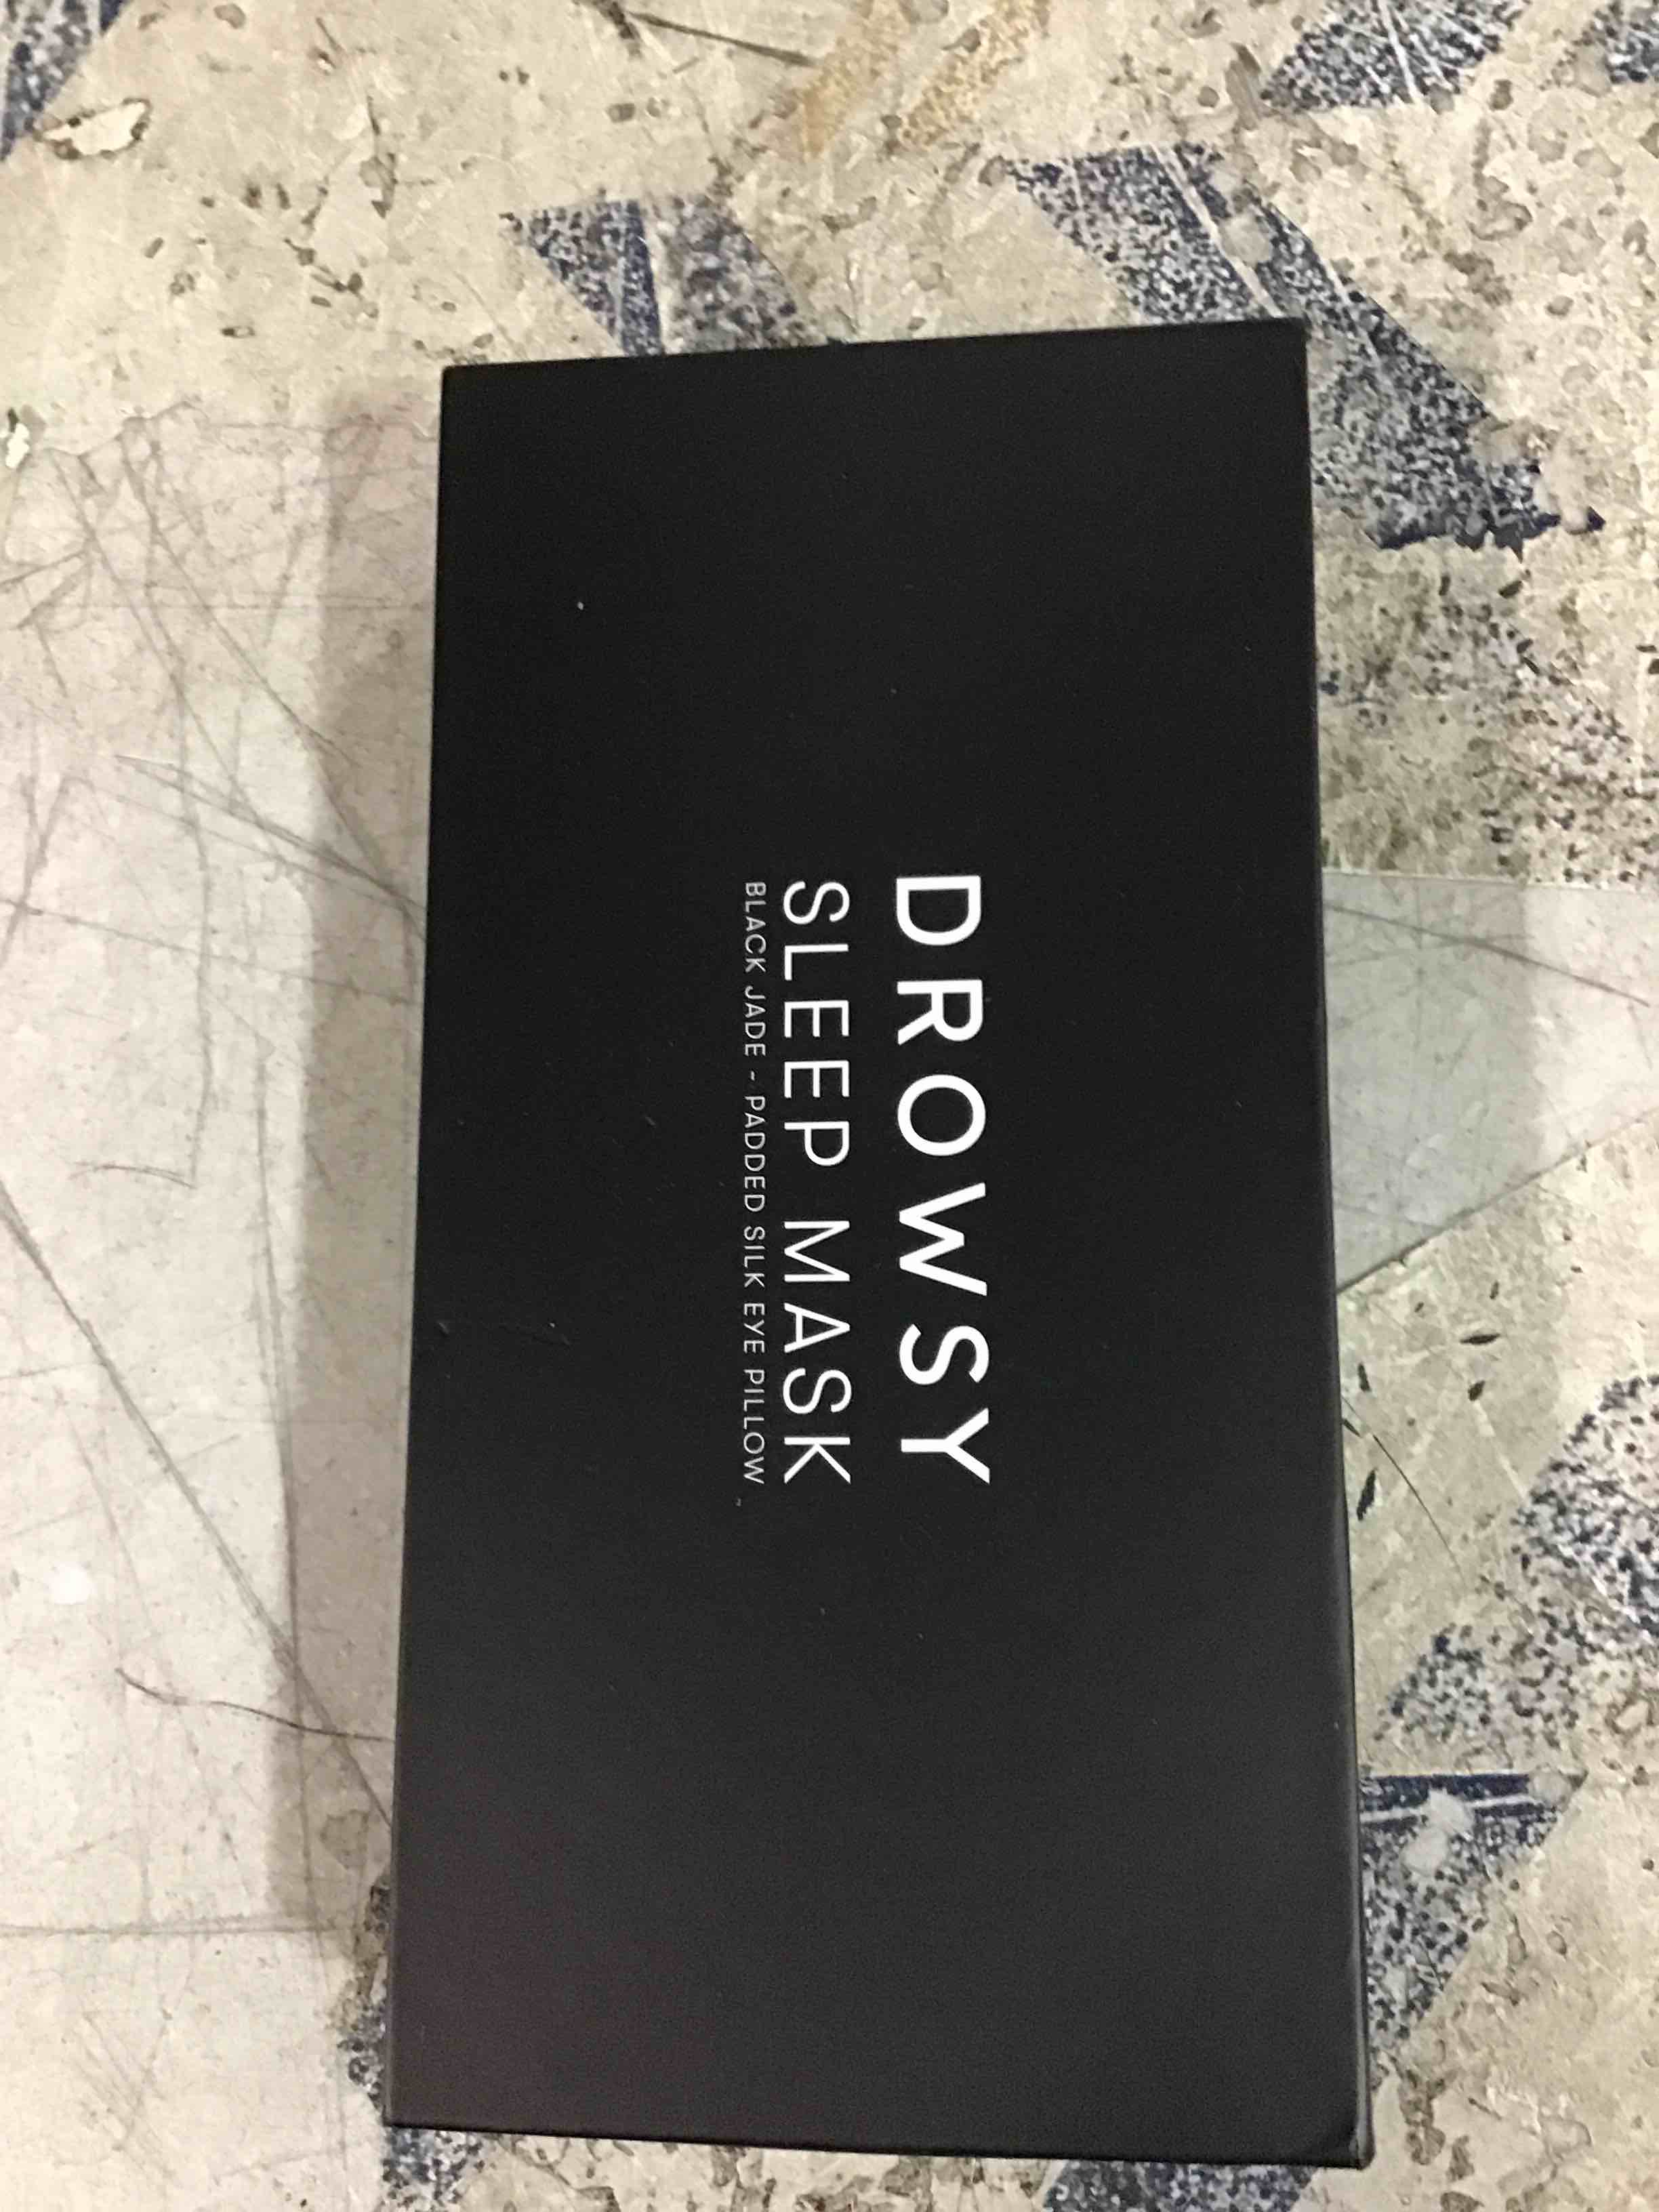 DROWSY
SLEEP MASK
BLACK JADE - PADDED SILK EYE PILLOW